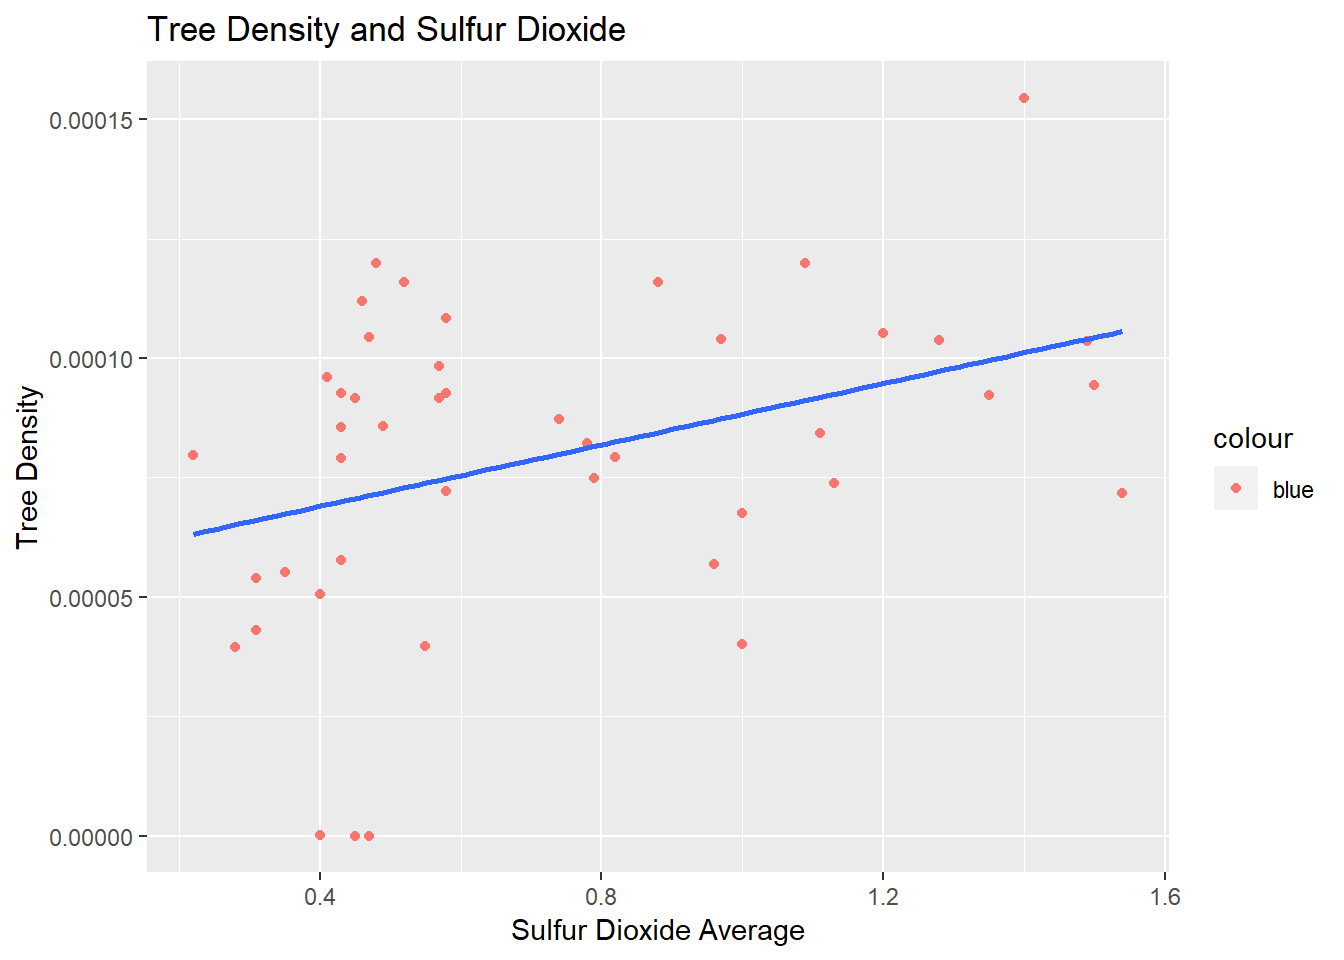 Tree Density and Sulfur Dioxide
0.00015
0.00010
0.00005
0.00000
Tree Density
0.4
0.8
1.2
1.6
Sulfur Dioxide Average
colour
blue